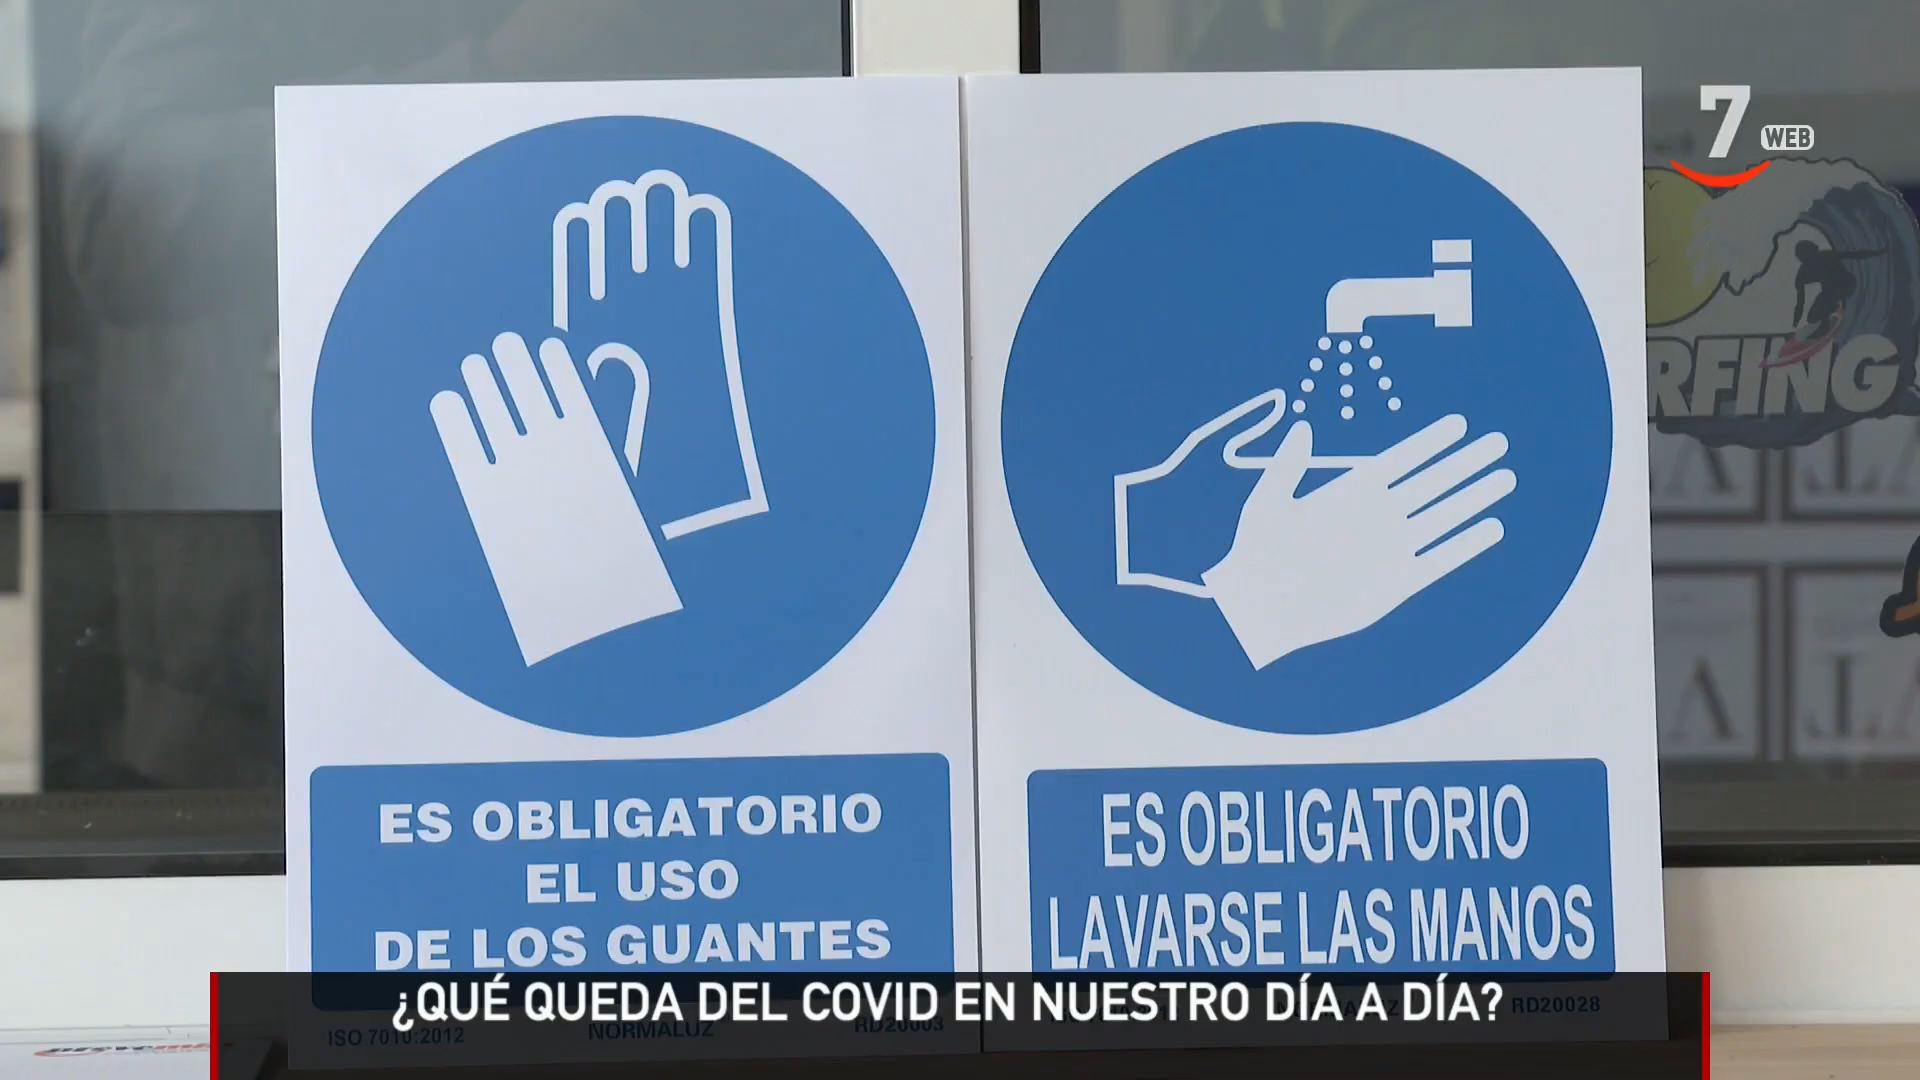 7 WEB
RFING
ES OBLIGATORIO
EL USO
DE LOS GUANTES
ES OBLIGATORIO
LAVARSE LAS MANOS
¿QUÉ QUEDA DEL COVID EN NUESTRO DÍA A DÍA?
ISO 7010:2012 NORMALUZ RD20003
RD20028